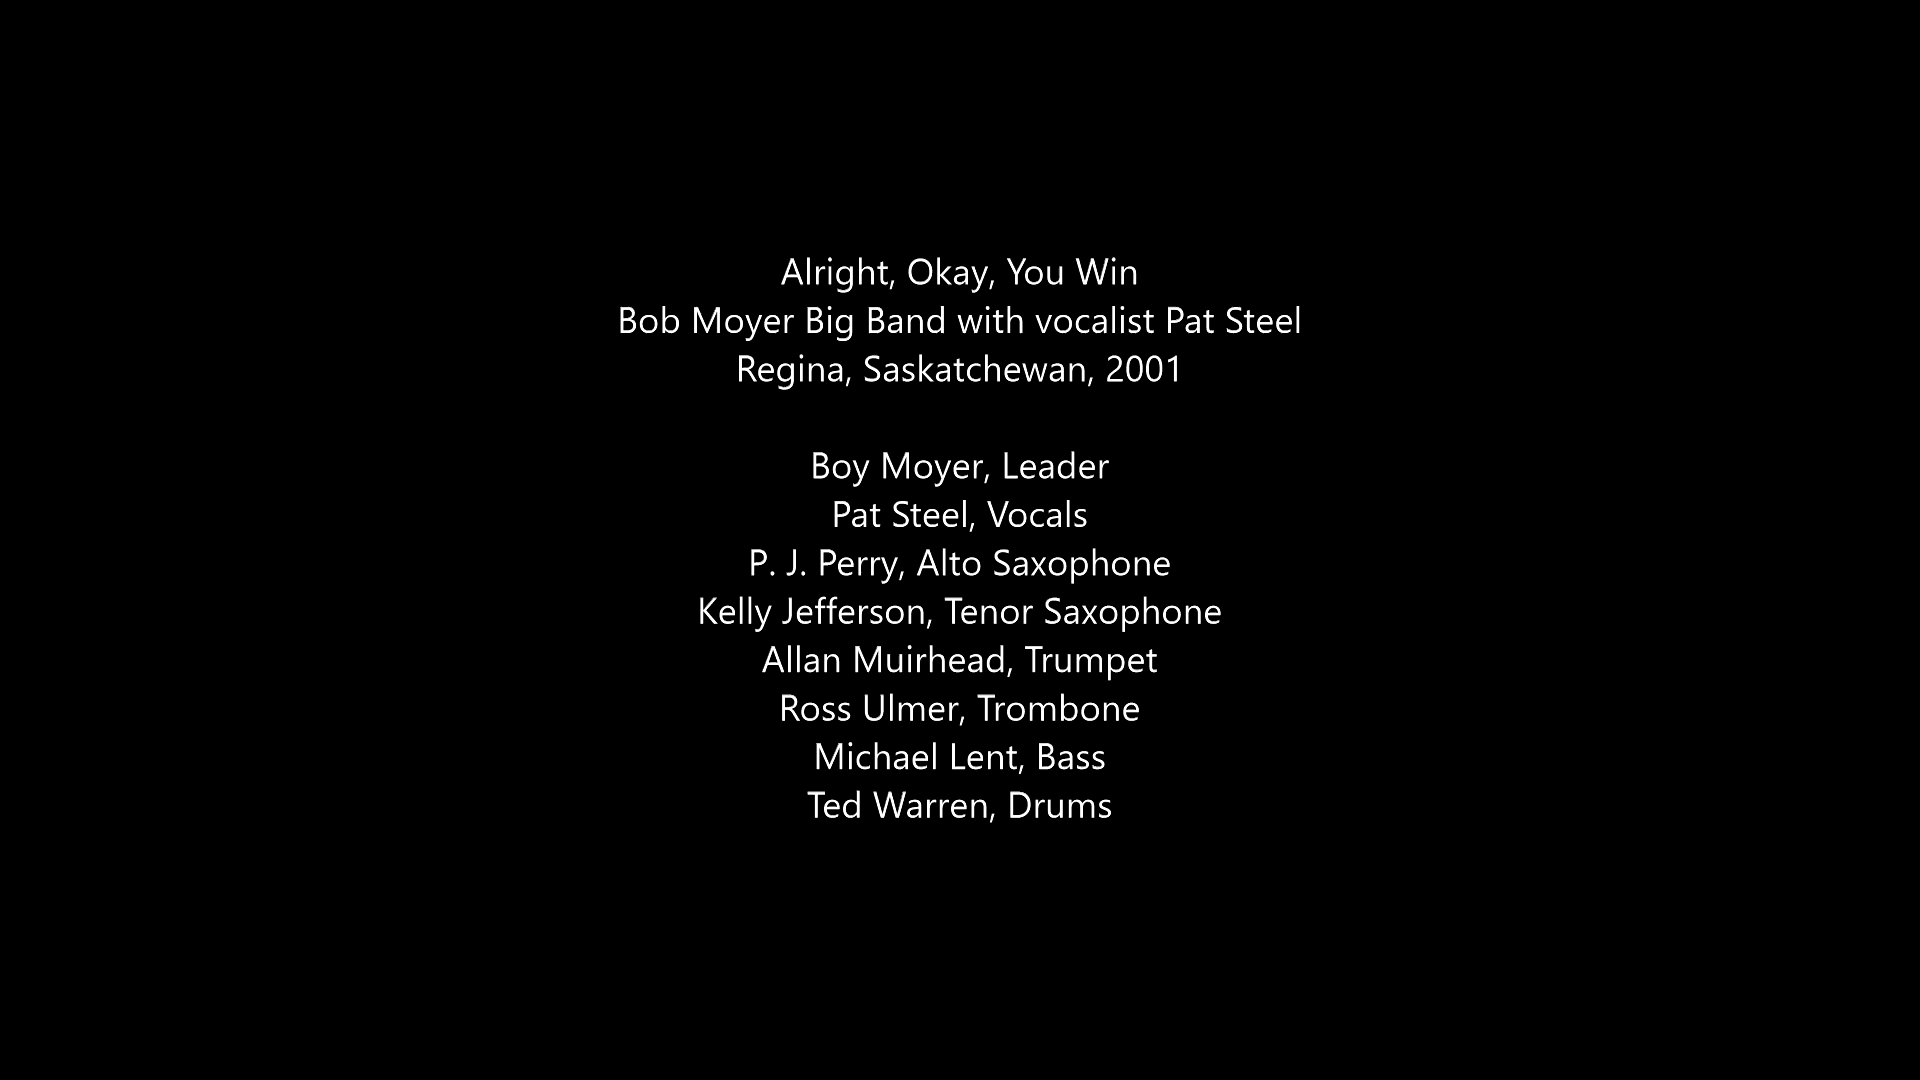 Alright, Okay, You Win
Bob Moyer Big Band with vocalist Pat Steel
Regina, Saskatchewan, 2001
Boy Moyer, Leader
Pat Steel, Vocals
P. J. Perry, Alto Saxophone
Kelly Jefferson, Tenor Saxophone
Allan Muirhead, Trumpet
Ross Ulmer, Trombone
Michael Lent, Bass
Ted Warren, Drums